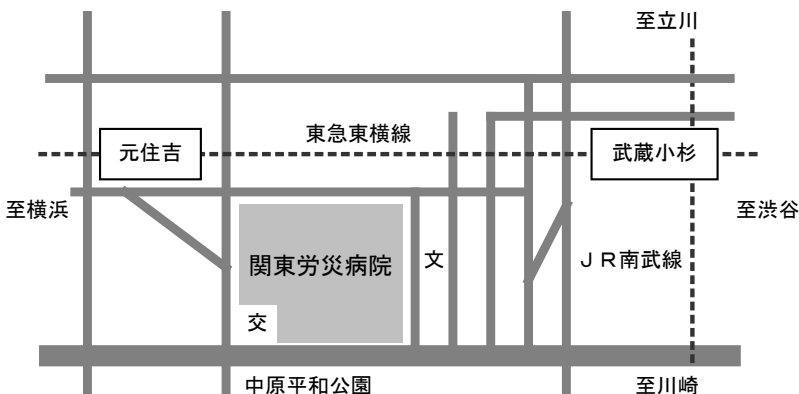 至立川
東急東横線
元住吉
武蔵小杉
至横浜
至渋谷
関東労災病院
文
ＪＲ南武線
交
中原平和公園
至川崎